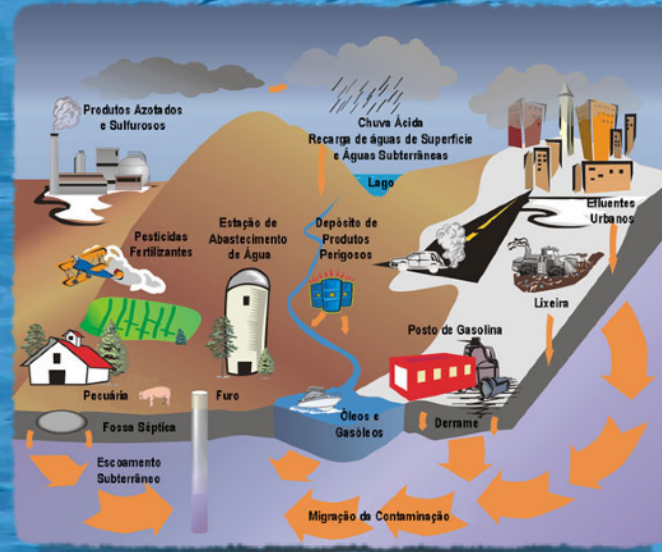 Produtos Azotados
e Sulfurosos
Chuva Ácida
Recarga de águas de Superfície
e Águas Subterrâneas
Lago
Efluentes
Urbanos
Pesticidas
Fertilizantes
Estação de
Abastecimento
de Água
Depósito de
Produtos
Perigosos
Lixeira
Posto de Gasolina
Pecuária
Furo
Óleos e
Gasóleos
Derrame
Fossa Séptica
Escoamento
Subterrâneo
Migração da Contaminação